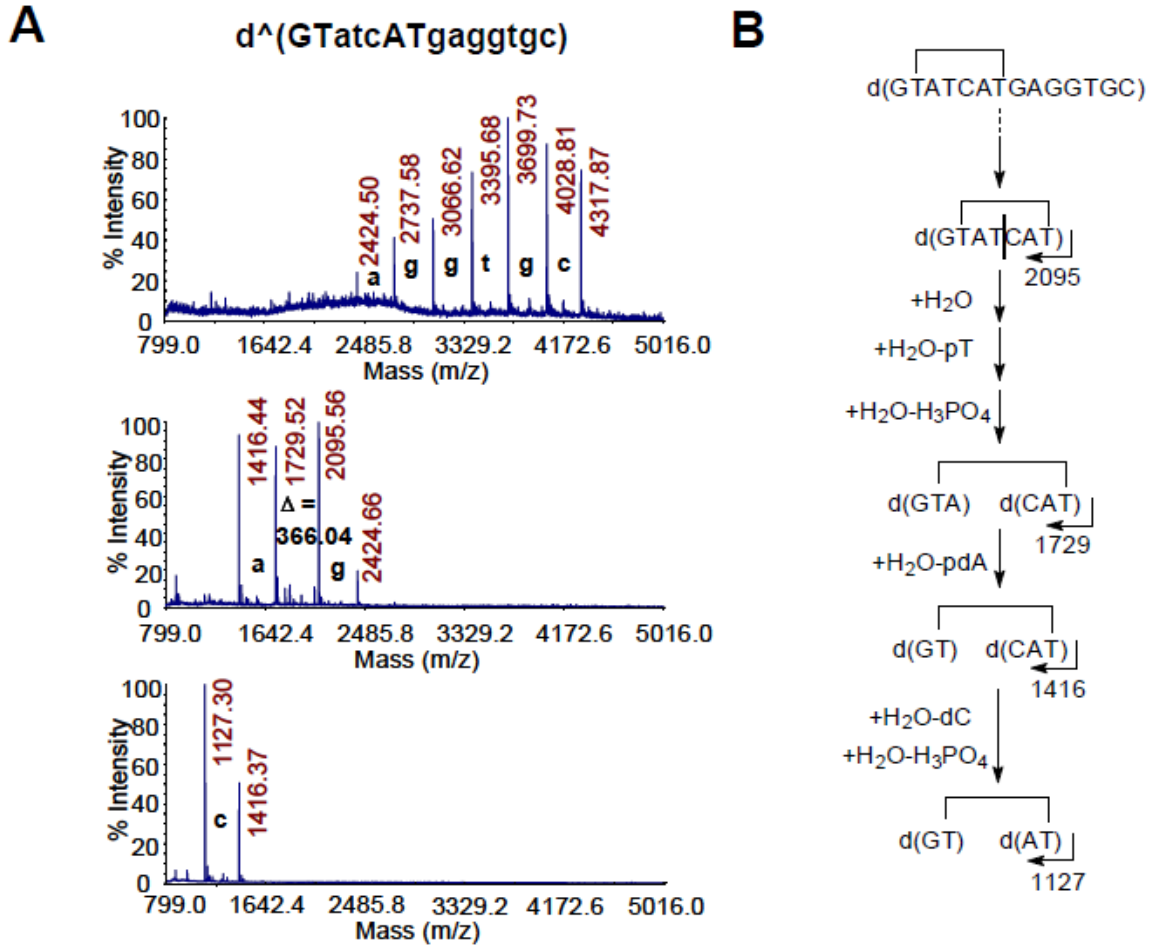 A
d^(GTatcATgaggtgc)
% Intensity
100
80
60
40
20
0
2424.50
2737.58
3066.62
3395.68
3699.73
4028.81
4317.87
a g g t g c
799.0 1642.4 2485.8 3329.2 4172.6 5016.0
Mass (m/z)
% Intensity
100
80
60
40
20
0
1416.44
1729.52
2095.56
2424.66
Δ =
366.04
a g
799.0 1642.4 2485.8 3329.2 4172.6 5016.0
Mass (m/z)
% Intensity
100
80
60
40
20
0
1127.30
1416.37
c
799.0 1642.4 2485.8 3329.2 4172.6 5016.0
Mass (m/z)
B
d(GTATCATGAGGTGC)
d(GTATCAT)
2095
+H2O
+H2O-pT
+H2O-H3PO4
d(GTA) d(CAT)
1729
+H2O-pdA
d(GT) d(CAT)
1416
+H2O-dC
+H2O-H3PO4
d(GT) d(AT)
1127